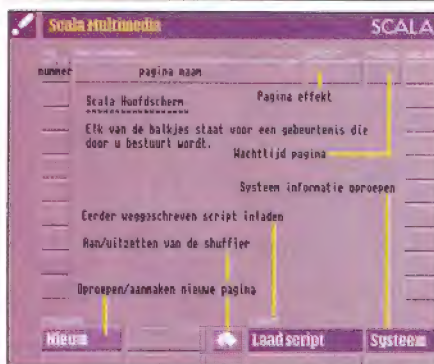 Scala Multimedia SCALA
nummer pagina naam
Scala Hoofdscherm Pagina effekt
Elk van de balkjes staat voor een gebeurtenis die
door u bestuurt wordt.
Wachtlijd pagina
Systeem informatie oproepen
Eerder weggeschreven script inladen
Aan/uitzetten van de shuffler
Oproepen/aanmaken nieuwe pagina
Nieuw Load script Systeem